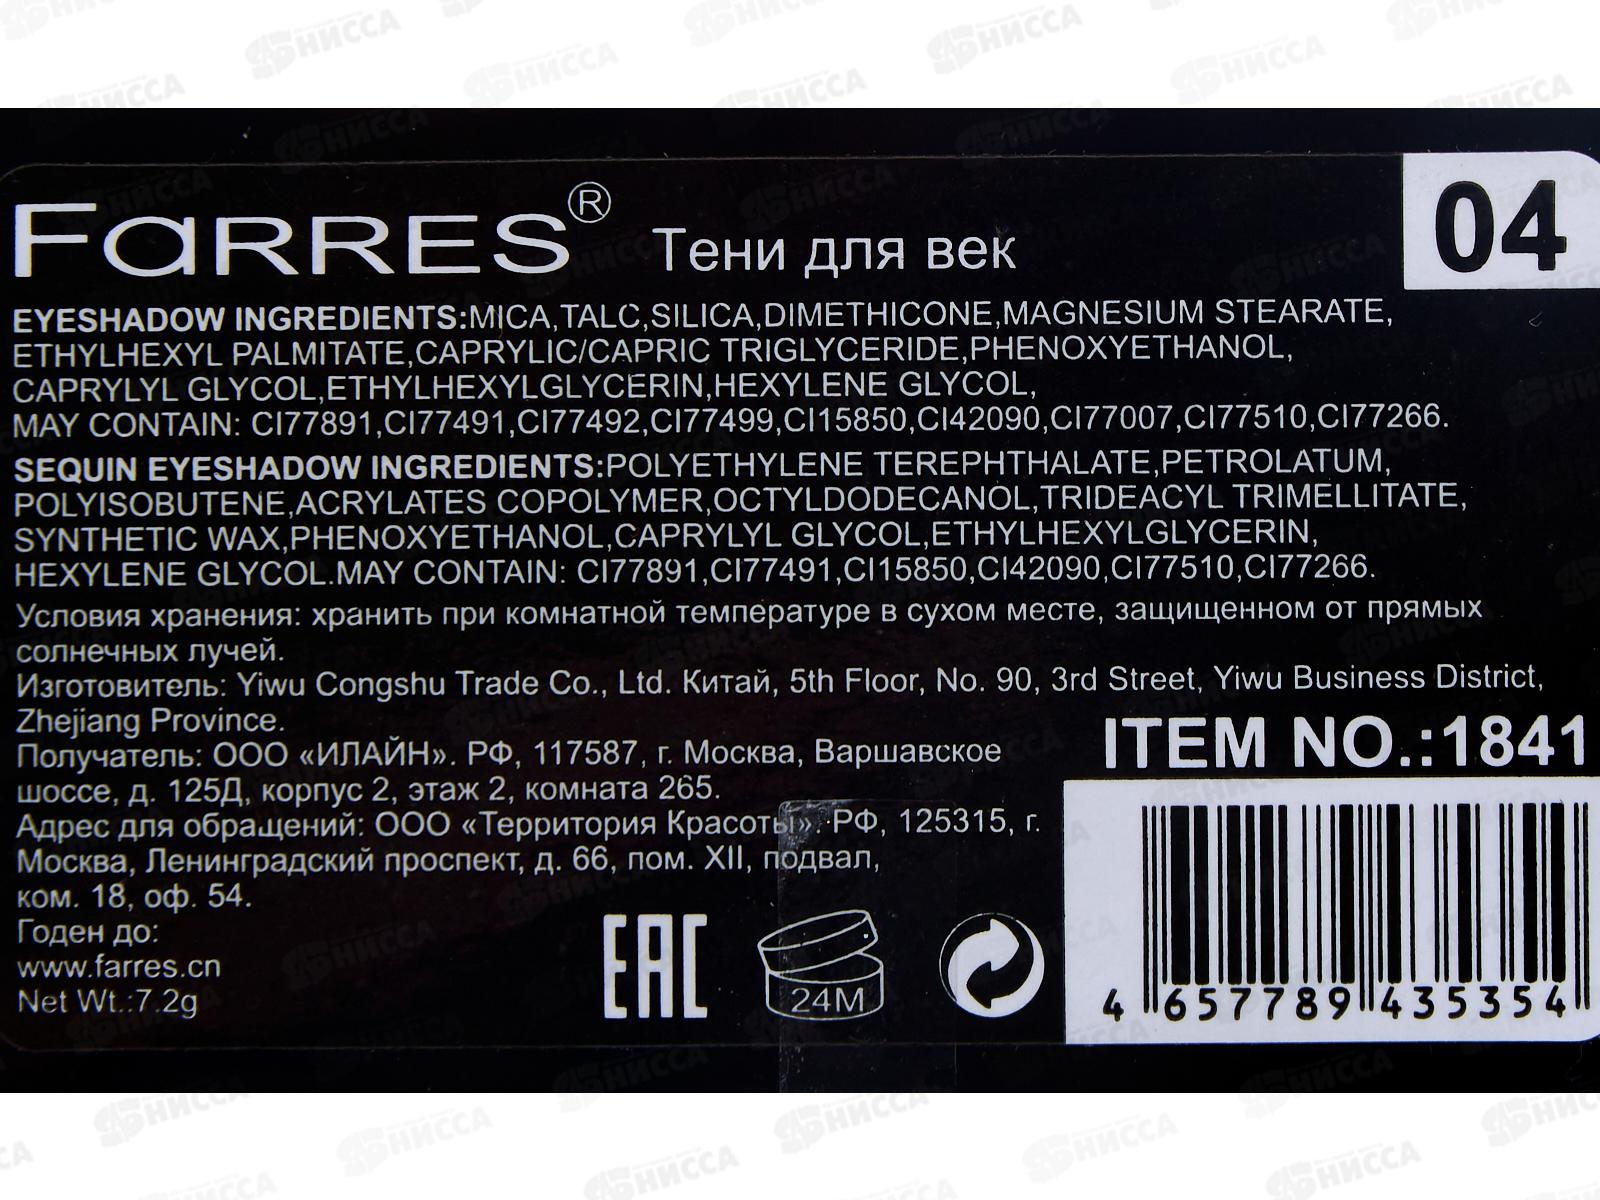 FARRES®
Тени для век
04
EYESHADOW INGREDIENTS:MICA,TALC,SILICA,DIMETHICONE,MAGNESIUM STEARATE,
ETHYLHEXYL PALMITATE,CAPRYLIC/CAPRIC TRIGLYCERIDE,PHENOXYETHANOL,
CAPRYLYL GLYCOL,ETHYLHEXYLGLYCERIN,HEXYLENE GLYCOL,
MAY CONTAIN: CI77891,CI77491,CI77492,CI77499,CI15850,CI42090,CI77007,CI77510,CI77266.
SEQUIN EYESHADOW INGREDIENTS:POLYETHYLENE TEREPHTHALATE,PETROLATUM,
POLYISOBUTENE,ACRYLATES COPOLYMER,OCTYLDODECANOL,TRIDEACYL TRIMELLITATE,
SYNTHETIC WAX,PHENOXYETHANOL,CAPRYLYL GLYCOL,ETHYLHEXYLGLYCERIN,
HEXYLENE GLYCOL.MAY CONTAIN: CI77891,CI77491,CI15850,CI42090,CI77510,CI77266.
Условия хранения: хранить при комнатной температуре в сухом месте, защищенном от прямых
солнечных лучей.
Изготовитель: Yiwu Congshu Trade Co., Ltd. Китай, 5th Floor, No. 90, 3rd Street, Yiwu Business District,
Zhejiang Province.
Получатель: ООО «ИЛАЙН». РФ, 117587, г. Москва, Варшавское
шоссе, д. 125Д, корпус 2, этаж 2, комната 265.
Адрес для обращений: ООО «Территория Красоты». РФ, 125315, г.
Москва, Ленинградский проспект, д. 66, пом. XII, подвал,
ком. 18, оф. 54.
Годен до:
www.farres.cn
Net Wt.:7.2g
EAC
24M
ITEM NO.:1841
4 657789 435354